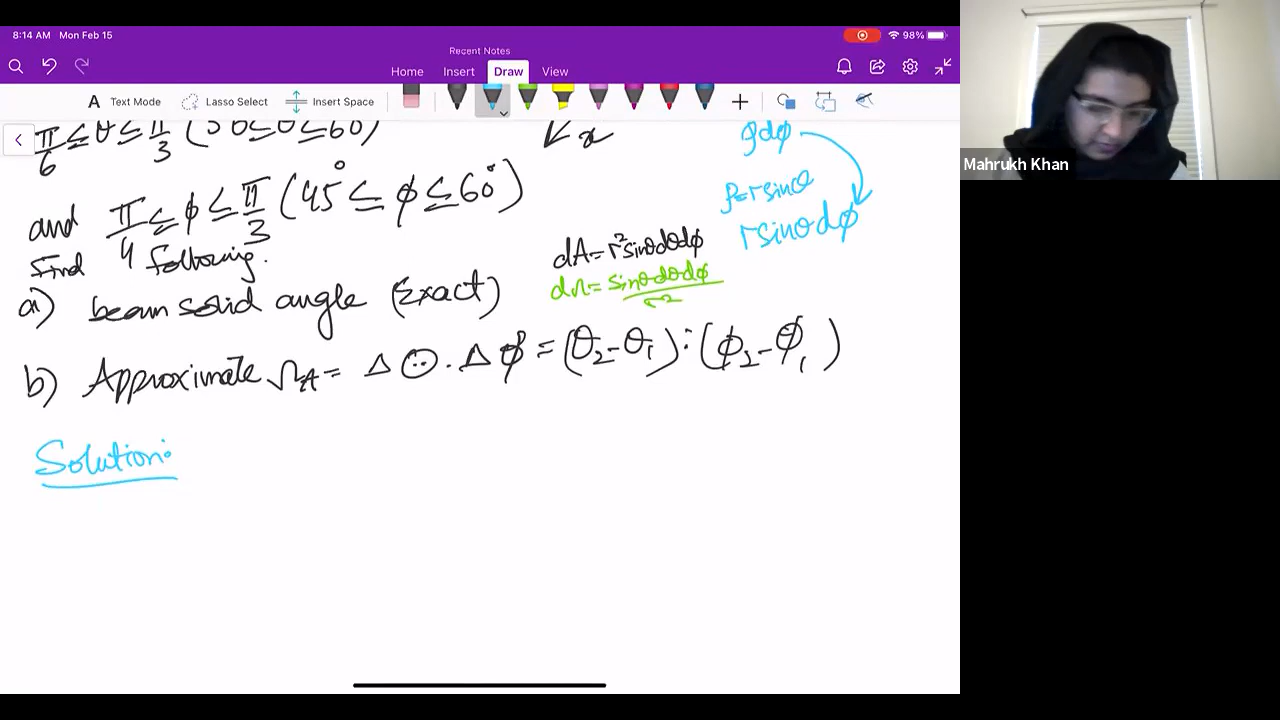 8:14 AM Mon Feb 15
98%
Recent Notes
Home Insert Draw View
Text Mode Lasso Select Insert Space
π/6 ≤ θ ≤ π/3 (30 ≤ θ ≤ 60)
x
ρdϕ
and π/4 ≤ ϕ ≤ π/3 (45° ≤ ϕ ≤ 60°)
ρ=rsinθ
rsinθdϕ
Find following.
dA=r²sinθdθdϕ
a) beam solid angle (Exact)
dΩ= sinθdθdϕ/r²
b) Approximate Ω_A = ΔΘ. Δϕ = (θ₂-θ₁):(ϕ₂-ϕ₁)
Solution:
Mahrukh Khan